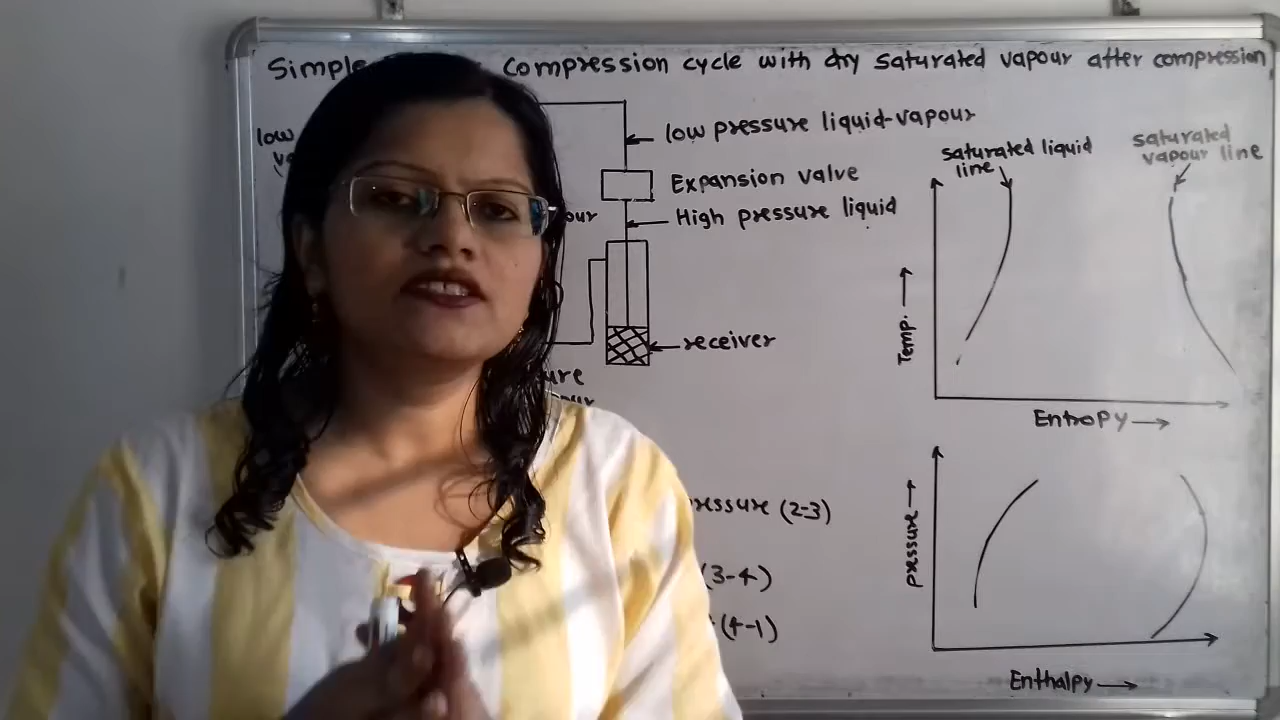 Simple compression cycle with dry saturated vapour after compression
low
low pressure liquid-vapour
Expansion valve
High pressure liquid
receiver
(2-3)
(3-4)
(4-1)
saturated liquid
line
saturated
vapour line
Temp.
Entropy
pressure
Enthalpy